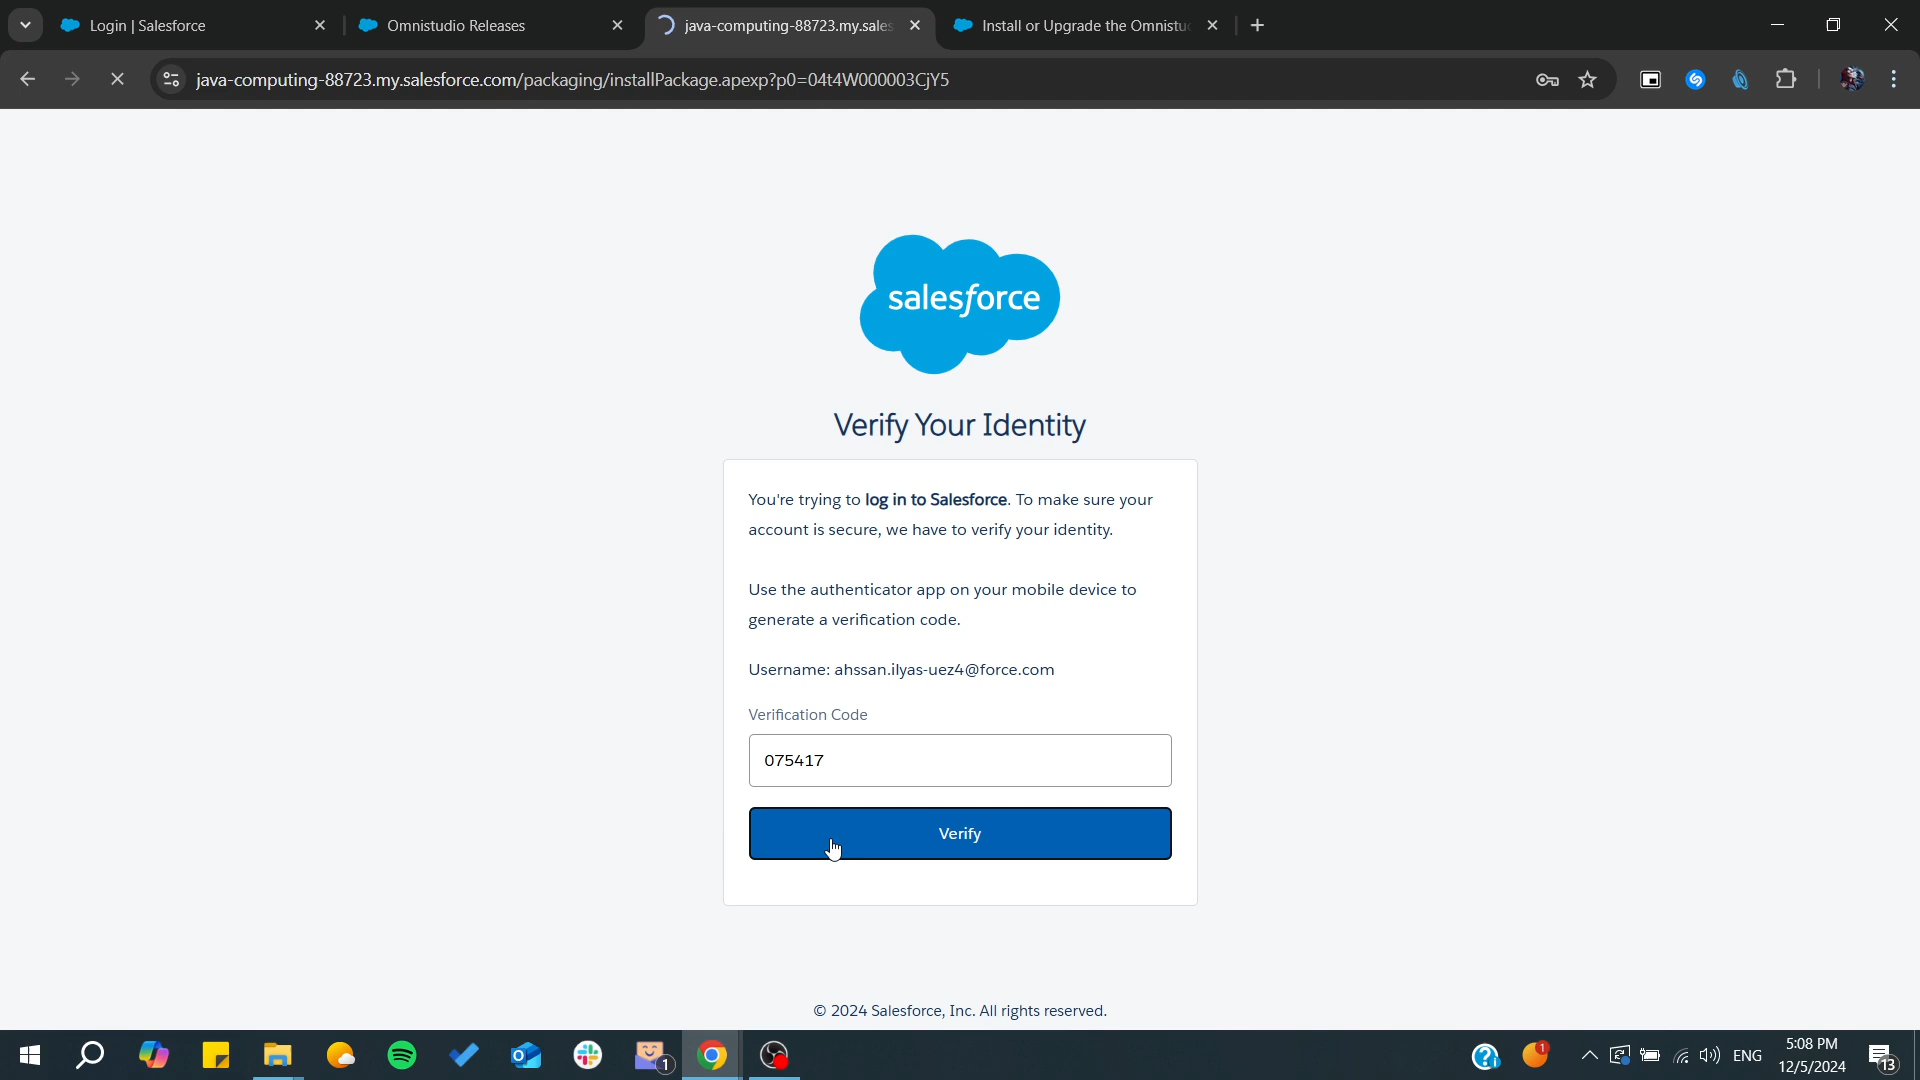 Login | Salesforce
Omnistudio Releases
java-computing-88723.my.sales
Install or Upgrade the Omnistu
java-computing-88723.my.salesforce.com/packaging/installPackage.apexp?p0=04t4W000003CjY5
salesforce
Verify Your Identity
You're trying to log in to Salesforce. To make sure your
account is secure, we have to verify your identity.
Use the authenticator app on your mobile device to
generate a verification code.
Username: ahssan.ilyas-uez4@force.com
Verification Code
075417
Verify
© 2024 Salesforce, Inc. All rights reserved.
1
1
ENG
5:08 PM
12/5/2024
13